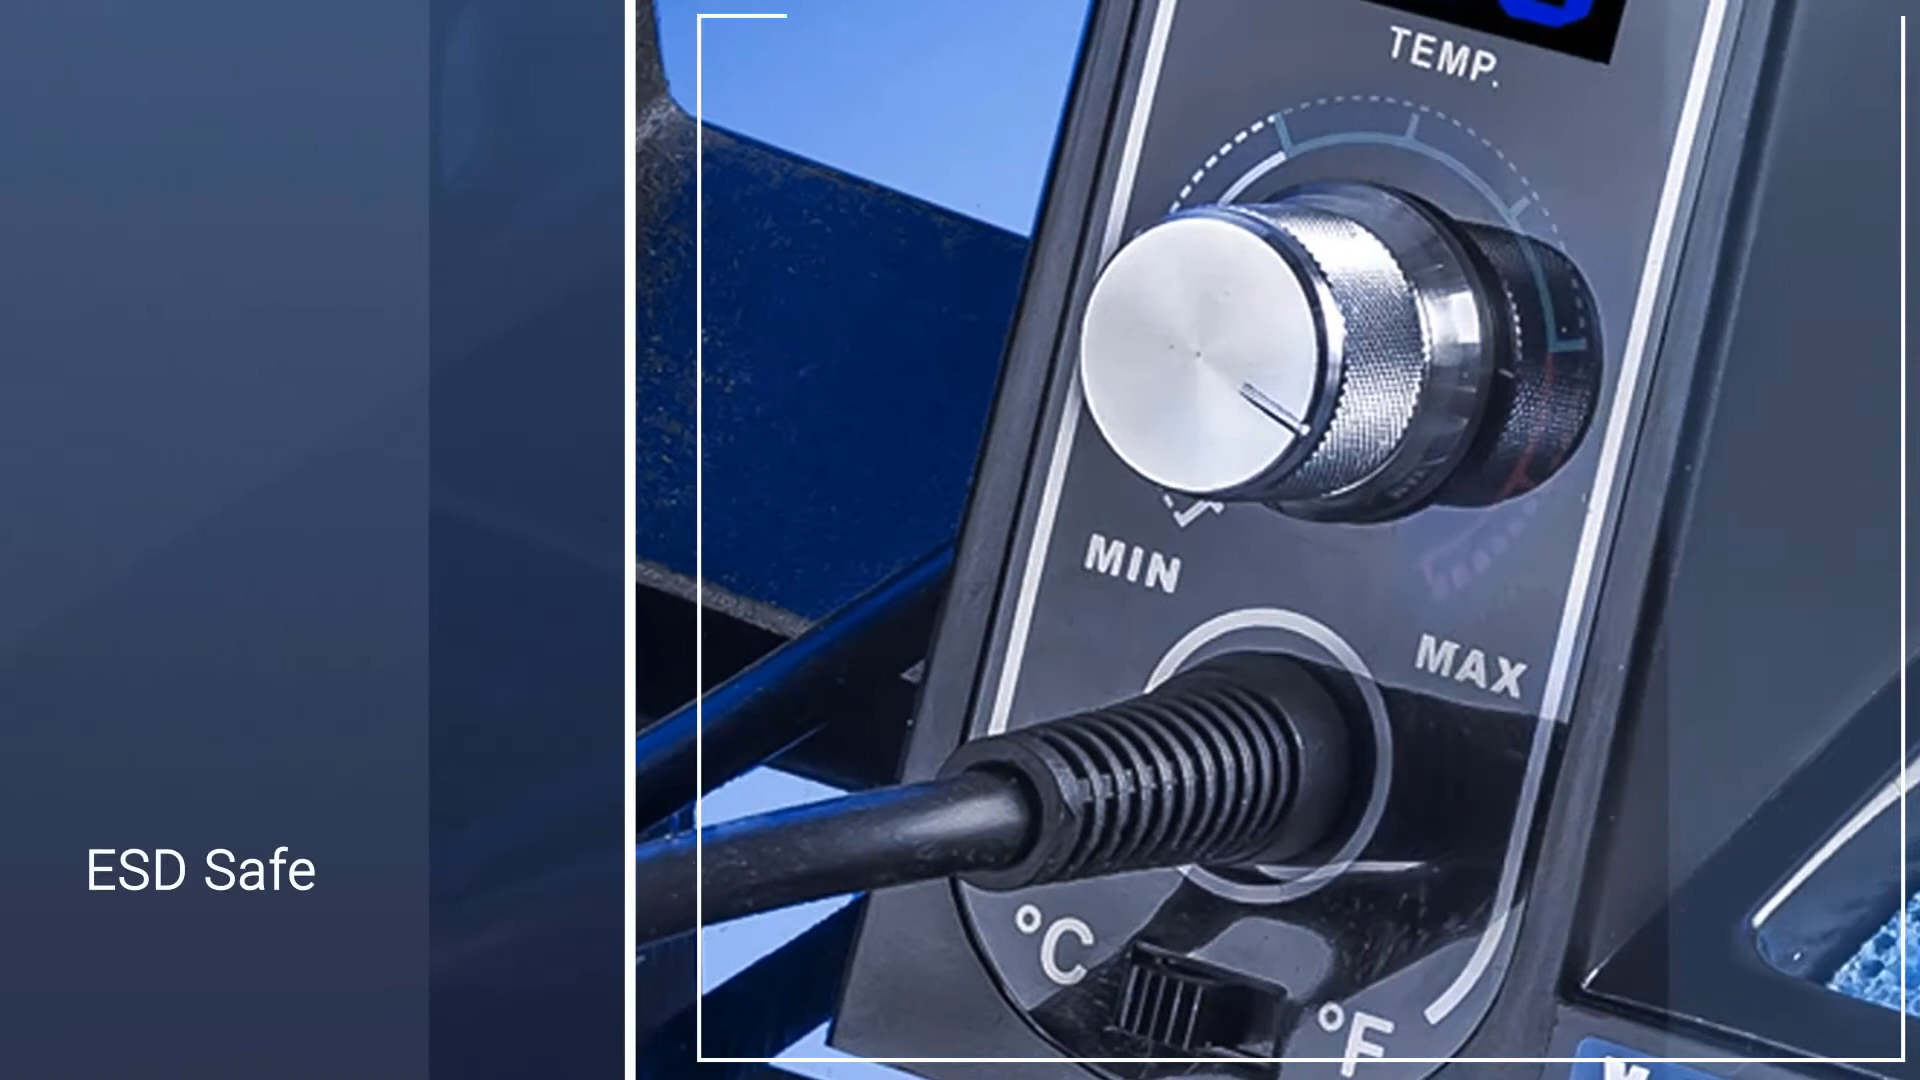 ESD Safe
TEMP.
MIN
MAX
°C
°F